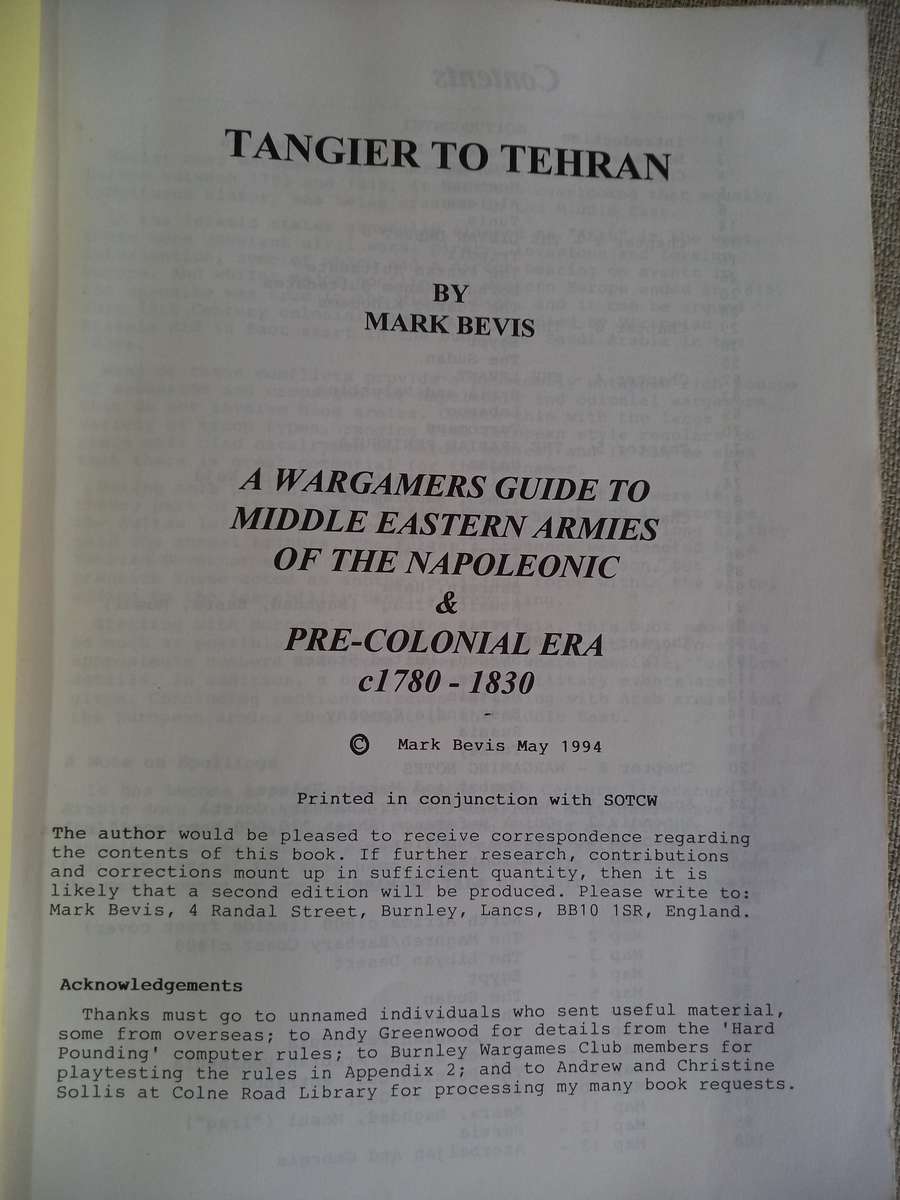 TANGIER TO TEHRAN
BY
MARK BEVIS
A WARGAMERS GUIDE TO
MIDDLE EASTERN ARMIES
OF THE NAPOLEONIC
&
PRE-COLONIAL ERA
c1780 - 1830
© Mark Bevis May 1994
Printed in conjunction with SOTCW
The author would be pleased to receive correspondence regarding
the contents of this book. If further research, contributions
and corrections mount up in sufficient quantity, then it is
likely that a second edition will be produced. Please write to:
Mark Bevis, 4 Randal Street, Burnley, Lancs, BB10 1SR, England.
Acknowledgements
Thanks must go to unnamed individuals who sent useful material,
some from overseas; to Andy Greenwood for details from the 'Hard
Pounding' computer rules; to Burnley Wargames Club members for
playtesting the rules in Appendix 2; and to Andrew and Christine
Sollis at Colne Road Library for processing my many book requests.